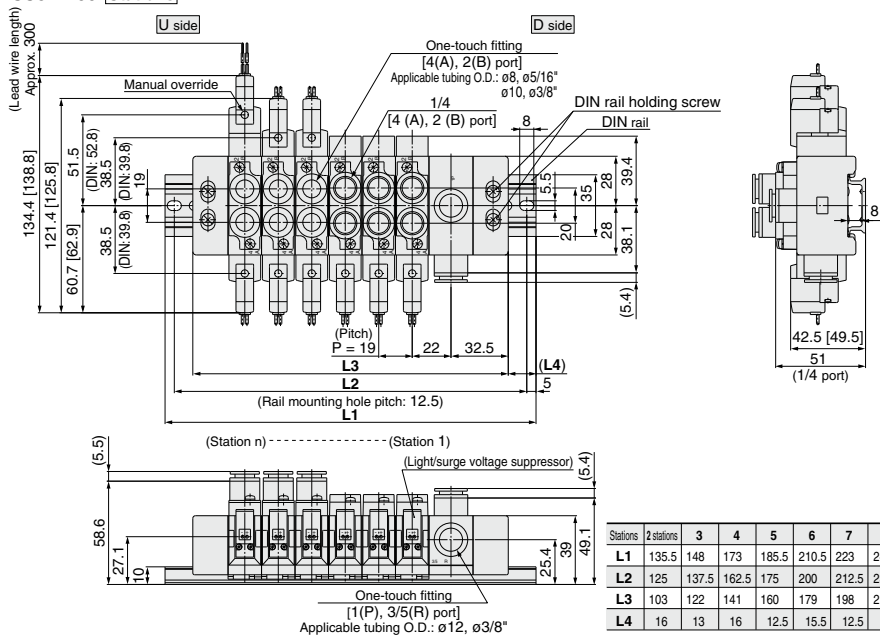 U side
D side
(Lead wire length)
Approx. 300
Manual override
One-touch fitting
[4(A), 2(B) port]
Applicable tubing O.D.: ø8, ø5/16"
ø10, ø3/8"
1/4
[4 (A), 2 (B) port]
DIN rail holding screw
DIN rail
8
134.4 [138.8]
121.4 [125.8]
60.7 [62.9]
51.5
(DIN: 52.8)
38.5
(DIN:39.8)
19
38.5
(DIN:39.8)
5.5
35
20
28
28
39.4
38.1
(5.4)
(Pitch)
P = 19
22
32.5
L3
(L4)
L2
5
(Rail mounting hole pitch: 12.5)
L1
8
42.5 [49.5]
51
(1/4 port)
(Station n)
(Station 1)
(Light/surge voltage suppressor)
(5.5)
(5.4)
58.6
27.1
10
25.4
39
49.1
One-touch fitting
[1(P), 3/5(R) port]
Applicable tubing O.D.: ø12, ø3/8"
Stations 2 stations 3 4 5 6 7
L1 135.5 148 173 185.5 210.5 223 2
L2 125 137.5 162.5 175 200 212.5 2
L3 103 122 141 160 179 198 2
L4 16 13 16 12.5 15.5 12.5